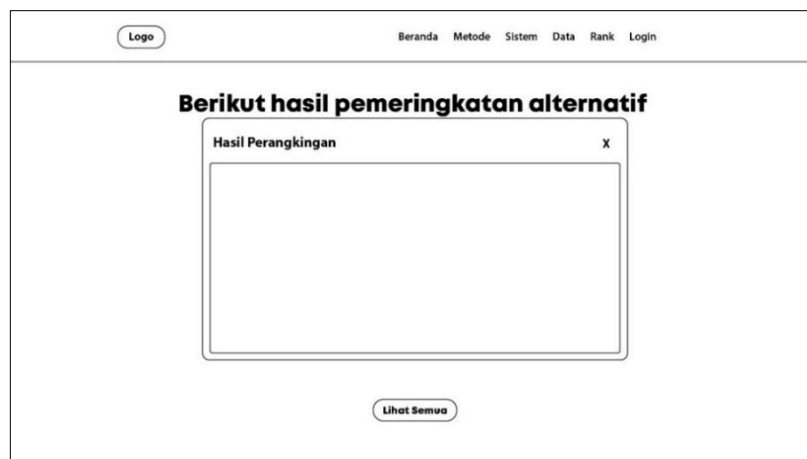 Logo
Beranda Metode Sistem Data Rank Login
Berikut hasil pemeringkatan alternatif
Hasil Perangkingan X
Lihat Semua